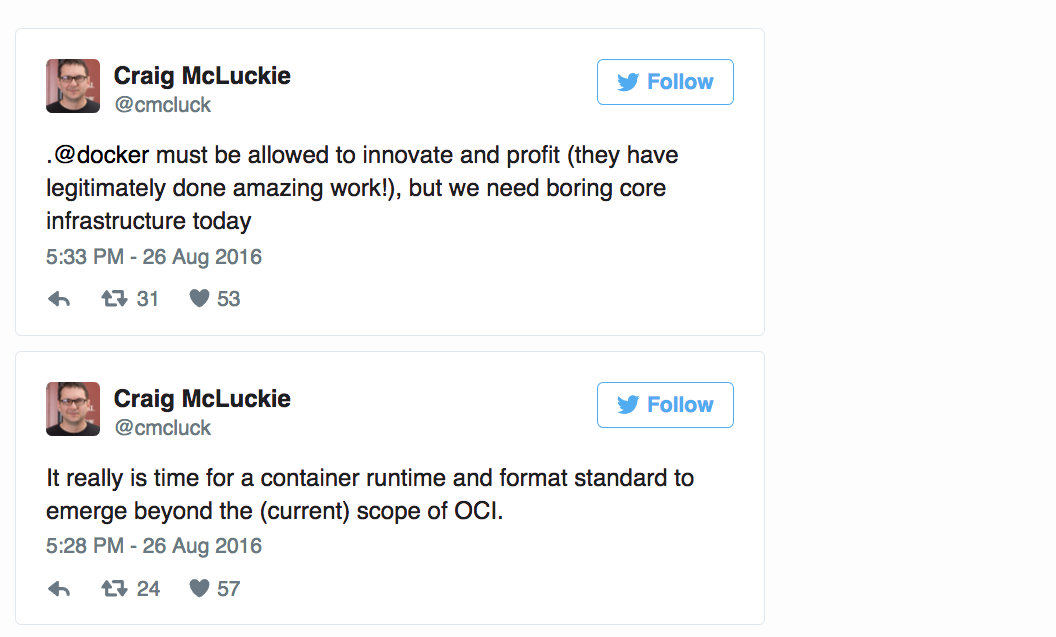 Craig McLuckie
@cmcluck
Follow
.@docker must be allowed to innovate and profit (they have
legitimately done amazing work!), but we need boring core
infrastructure today
5:33 PM - 26 Aug 2016
31 53
Craig McLuckie
@cmcluck
Follow
It really is time for a container runtime and format standard to
emerge beyond the (current) scope of OCI.
5:28 PM - 26 Aug 2016
24 57